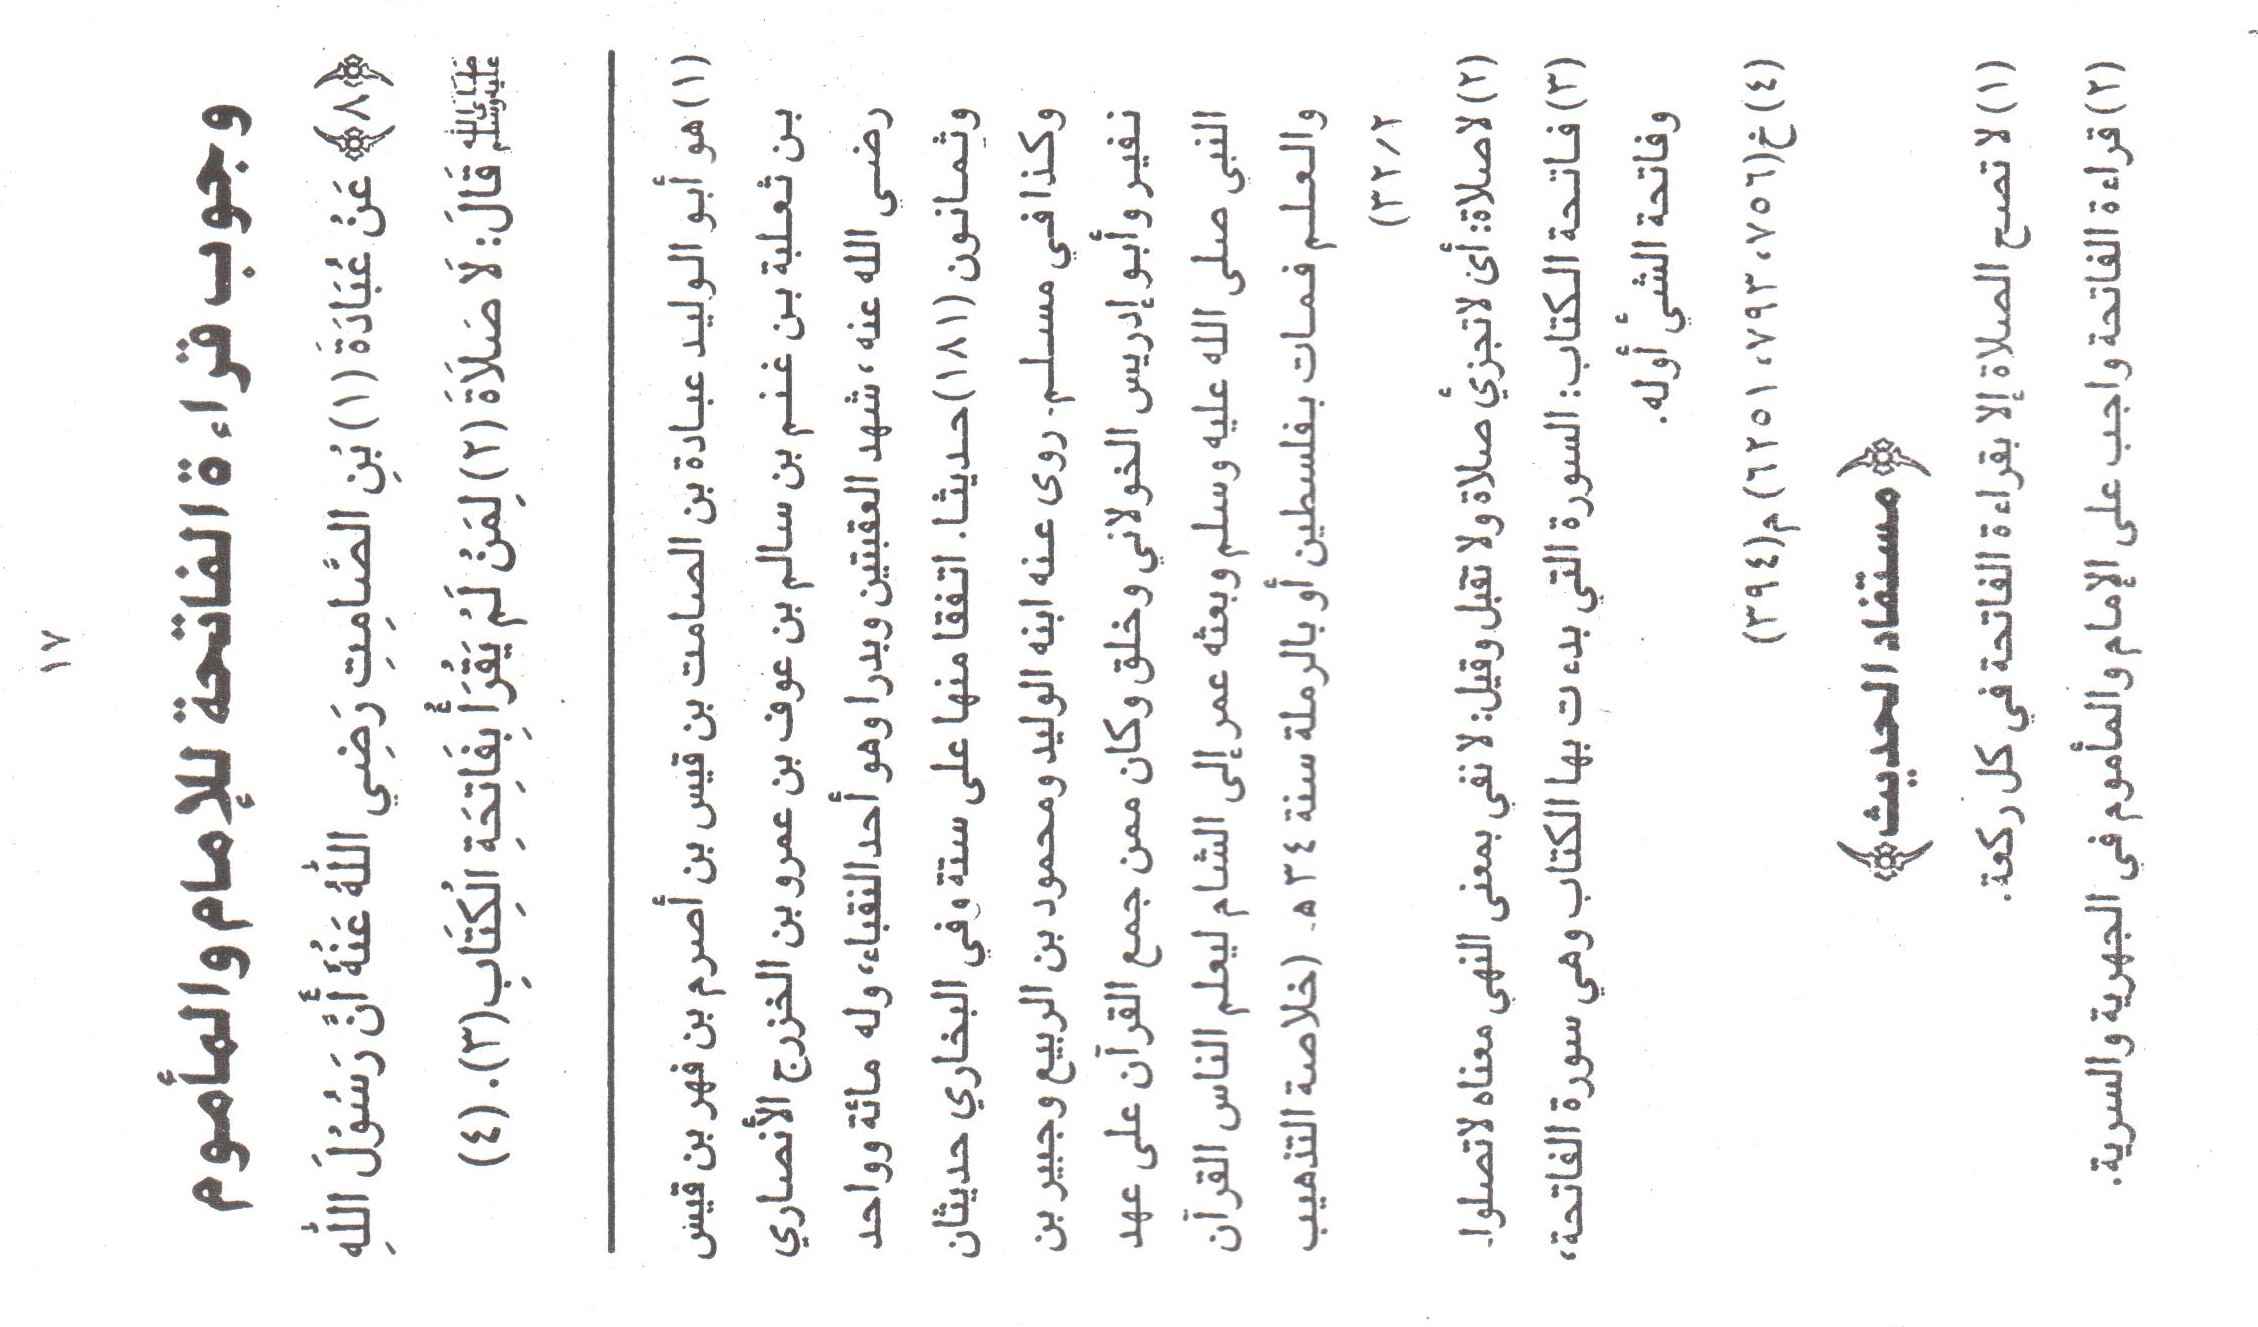 ١٧
وجوب قراءة الفاتحة للإمام والمأموم
﴿٨﴾ عَنْ عُبَادَةَ (١) بْنِ الصَّامِتِ رَضِي اللّٰهُ عَنْهُ أَنَّ رَسُوْلَ اللّٰهِ
ﷺ قَالَ: لَا صَلَاةَ (٢) لِمَنْ لَمْ يَقْرَأْ بِفَاتِحَةِ الْكِتَابِ(٣). (٤)
(١) هو أبو الوليد عبادة بن الصامت بن قيس بن أصرم بن فهر بن قيس
بن ثعلبة بن غنم بن سالم بن عوف بن عمرو بن الخزرج الأنصاري
رضي الله عنه ، شهد العقبتين وبدرا وهو أحد النقباء، وله مائة وواحد
وثمانون (١٨١) حديثا. اتفقا منها على ستة وفي البخاري حديثان
وكذا في مسلم. روى عنه ابنه الوليد ومحمود بن الربيع وجبير بن
نفير وأبو إدريس الخولاني وخلق وكان ممن جمع القرآن على عهد
النبي صلى الله عليه وسلم وبعثه عمر إلى الشام ليعلم الناس القرآن
والعلم فمات بفلسطين أو بالرملة سنة ٣٤ هـ. (خلاصة التذهيب
٣٢/٢)
(٢) لاصلاة: أى لاتجزئ صلاة ولا تقبل وقيل: لا نفي بمعنى النهي معناه لاتصلوا.
(٣) فاتحة الكتاب: السورة التي بدءت بها الكتاب وهي سورة الفاتحة،
وفاتحة الشئ أوله.
(٤) خ(٧٥٦، ٧٩٣، ٦٢٥١) م(٣٩٤)
﴿مستفاد الحديث﴾
(١) لا تصح الصلاة إلا بقراءة الفاتحة في كل ركعة.
(٢) قراءة الفاتحة واجب على الإمام والمأموم في الجهرية والسرية.